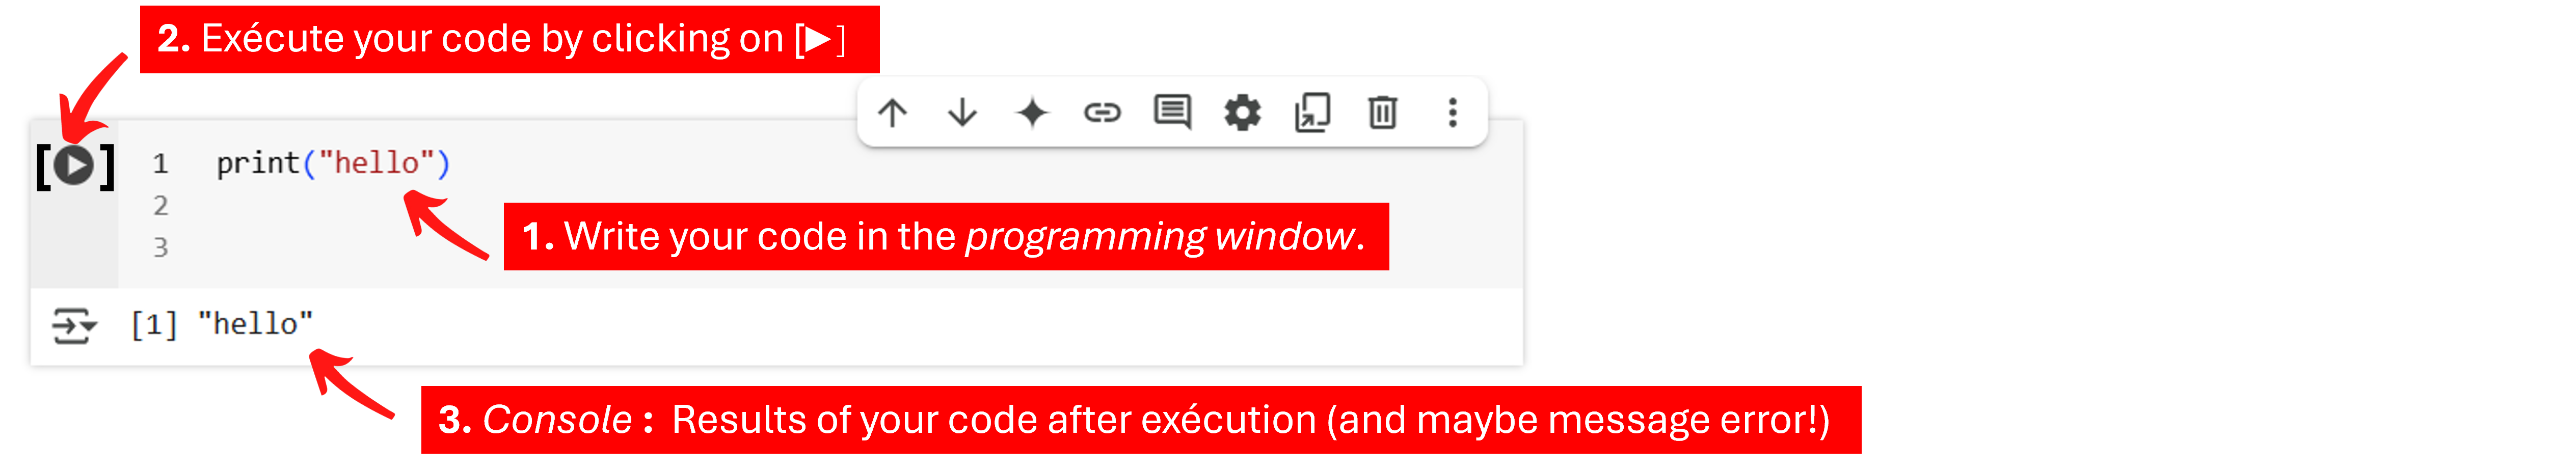 2. Exécute your code by clicking on [▶]
[▶] 1 print("hello")
2
1. Write your code in the programming window.
3
[1] "hello"
3. Console : Results of your code after exécution (and maybe message error!)